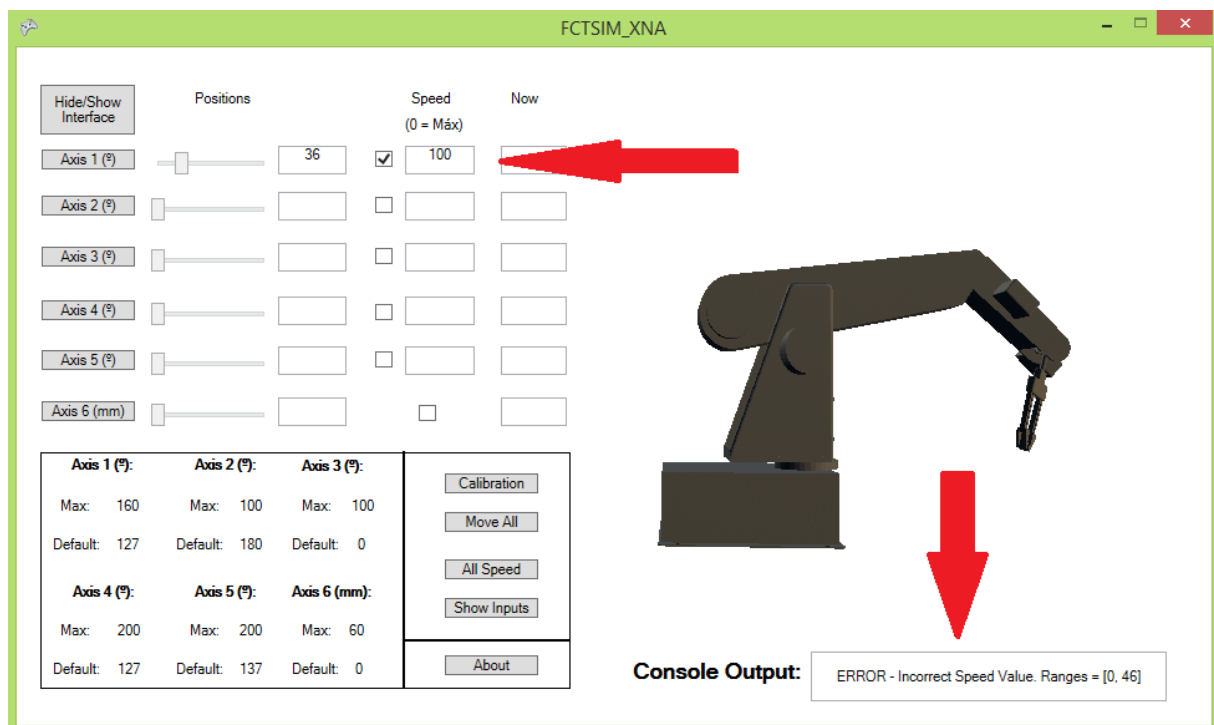 FCTSIM_XNA
Hide/Show
Interface
Positions
Speed
Now
(0 = Máx)
Axis 1 (º)
36
100
Axis 2 (º)
Axis 3 (º)
Axis 4 (º)
Axis 5 (º)
Axis 6 (mm)
Axis 1 (º): Axis 2 (º): Axis 3 (º):
Max: 160 Max: 100 Max: 100
Default: 127 Default: 180 Default: 0
Axis 4 (º): Axis 5 (º): Axis 6 (mm):
Max: 200 Max: 200 Max: 60
Default: 127 Default: 137 Default: 0
Calibration
Move All
All Speed
Show Inputs
About
Console Output: ERROR - Incorrect Speed Value. Ranges = [0, 46]